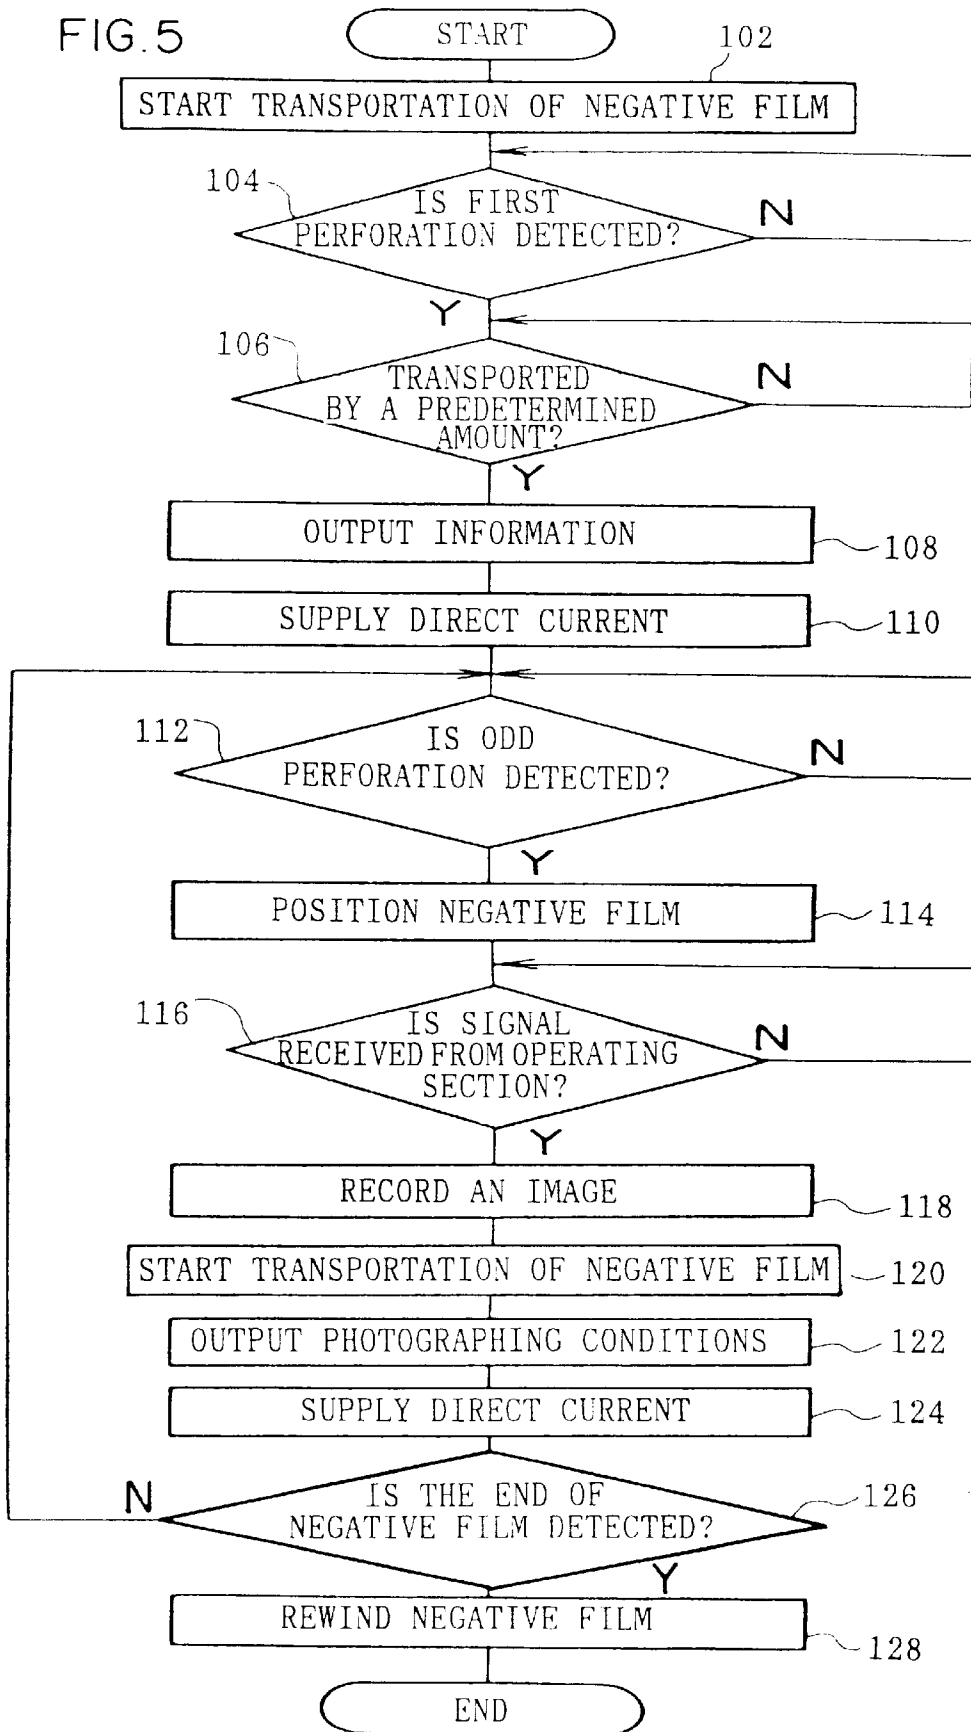 FIG.5
START
102
START TRANSPORTATION OF NEGATIVE FILM
104
IS FIRST
PERFORATION DETECTED?
N
Y
106
TRANSPORTED
BY A PREDETERMINED
AMOUNT?
N
Y
OUTPUT INFORMATION
108
SUPPLY DIRECT CURRENT
110
112
IS ODD
PERFORATION DETECTED?
N
Y
POSITION NEGATIVE FILM
114
116
IS SIGNAL
RECEIVED FROM OPERATING
SECTION?
N
Y
RECORD AN IMAGE
118
START TRANSPORTATION OF NEGATIVE FILM
120
OUTPUT PHOTOGRAPHING CONDITIONS
122
SUPPLY DIRECT CURRENT
124
N
IS THE END OF
NEGATIVE FILM DETECTED?
126
Y
REWIND NEGATIVE FILM
128
END